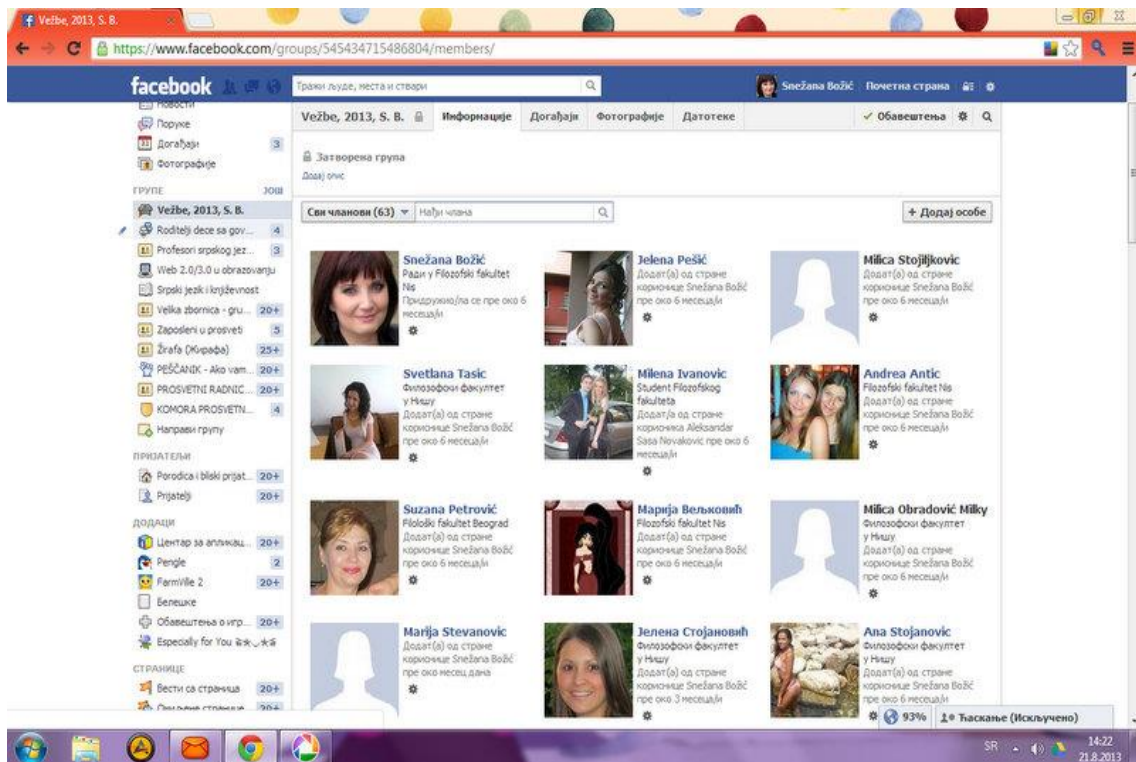 Vežbe, 2013, S. B.
https://www.facebook.com/groups/545434715486804/members/
facebook
Тражи људе, места и ствари
Snežana Božić
Почетна страна
Новости
Поруке
Догађаји 3
Фотографије
ГРУПЕ
ЈОШ
Vežbe, 2013, S. B.
Roditelji dece sa gov... 4
Profesori srpskog jez... 3
Web 2.0/3.0 u obrazovanju
Srpski jezik i književnost
Velika zbornica - gru... 20+
Zaposleni u prosveti 5
Žirafa (Жирафа) 25+
PEŠČANIK - Ako vam... 20+
PROSVETNI RADNIC... 20+
KOMORA PROSVETN... 4
Направи групу
ПРИЈАТЕЉИ
Porodica i bliski prijat... 20+
Prijatelji 20+
ДОДАЦИ
Центар за апликац... 20+
Pengle 2
FarmVille 2 20+
Белешке
Обавештења о игр... 20+
Especially for You
СТРАНИЦЕ
Вести са страница 20+
20+
Vežbe, 2013, S. B.
Информације
Догађаји
Фотографије
Датотеке
Обавештења
Затворена група
Додај опис
Сви чланови (63)
Нађи члана
+ Додај особе
Snežana Božić
Ради у Filozofski fakultet
Nis
Придружио/ла се пре око 6
месеца/и
Jelena Pešić
Додат(а) од стране
корионице Snežana Božić
пре око 6 месеца/и
Milica Stojiljkovic
Додат(а) од стране
корионице Snežana Božić
пре око 6 месеца/и
Svetlana Tasic
Филозофски факултет
у Нишу
Додат(а) од стране
корионице Snežana Božić
пре око 6 месеца/и
Milena Ivanovic
Student Filozofskog
fakulteta
Додат/а од стране
корионика Aleksandar
Sasa Novakovic пре око 6
месеца/и
Andrea Antic
Filozofski fakultet Nis
Додат(а) од стране
корионице Snežana Božić
пре око 6 месеца/и
Suzana Petrović
Filološki fakultet Beograd
Додат(а) од стране
корионице Snežana Božić
пре око 6 месеца/и
Марија Вељковић
Filozofski fakultet Nis
Додат(а) од стране
корионице Snežana Božić
пре око 6 месеца/и
Milica Obradović Milky
Филозофски факултет
у Нишу
Додат(а) од стране
корионице Snežana Božić
пре око 6 месеца/и
Marija Stevanovic
Додат(а) од стране
корионице Snežana Božić
пре око месец дана
Јелена Стојановић
Филозофски факултет
у Нишу
Додат(а) од стране
корионице Snežana Božić
пре око 3 месеца/и
Ana Stojanovic
Филозофски факултет
у Нишу
Додат(а) од стране
корионице Snežana Božić
пре око 6 месеца/и
93%
Ћаскање (Искључено)
SR
14:22
21.8.2013